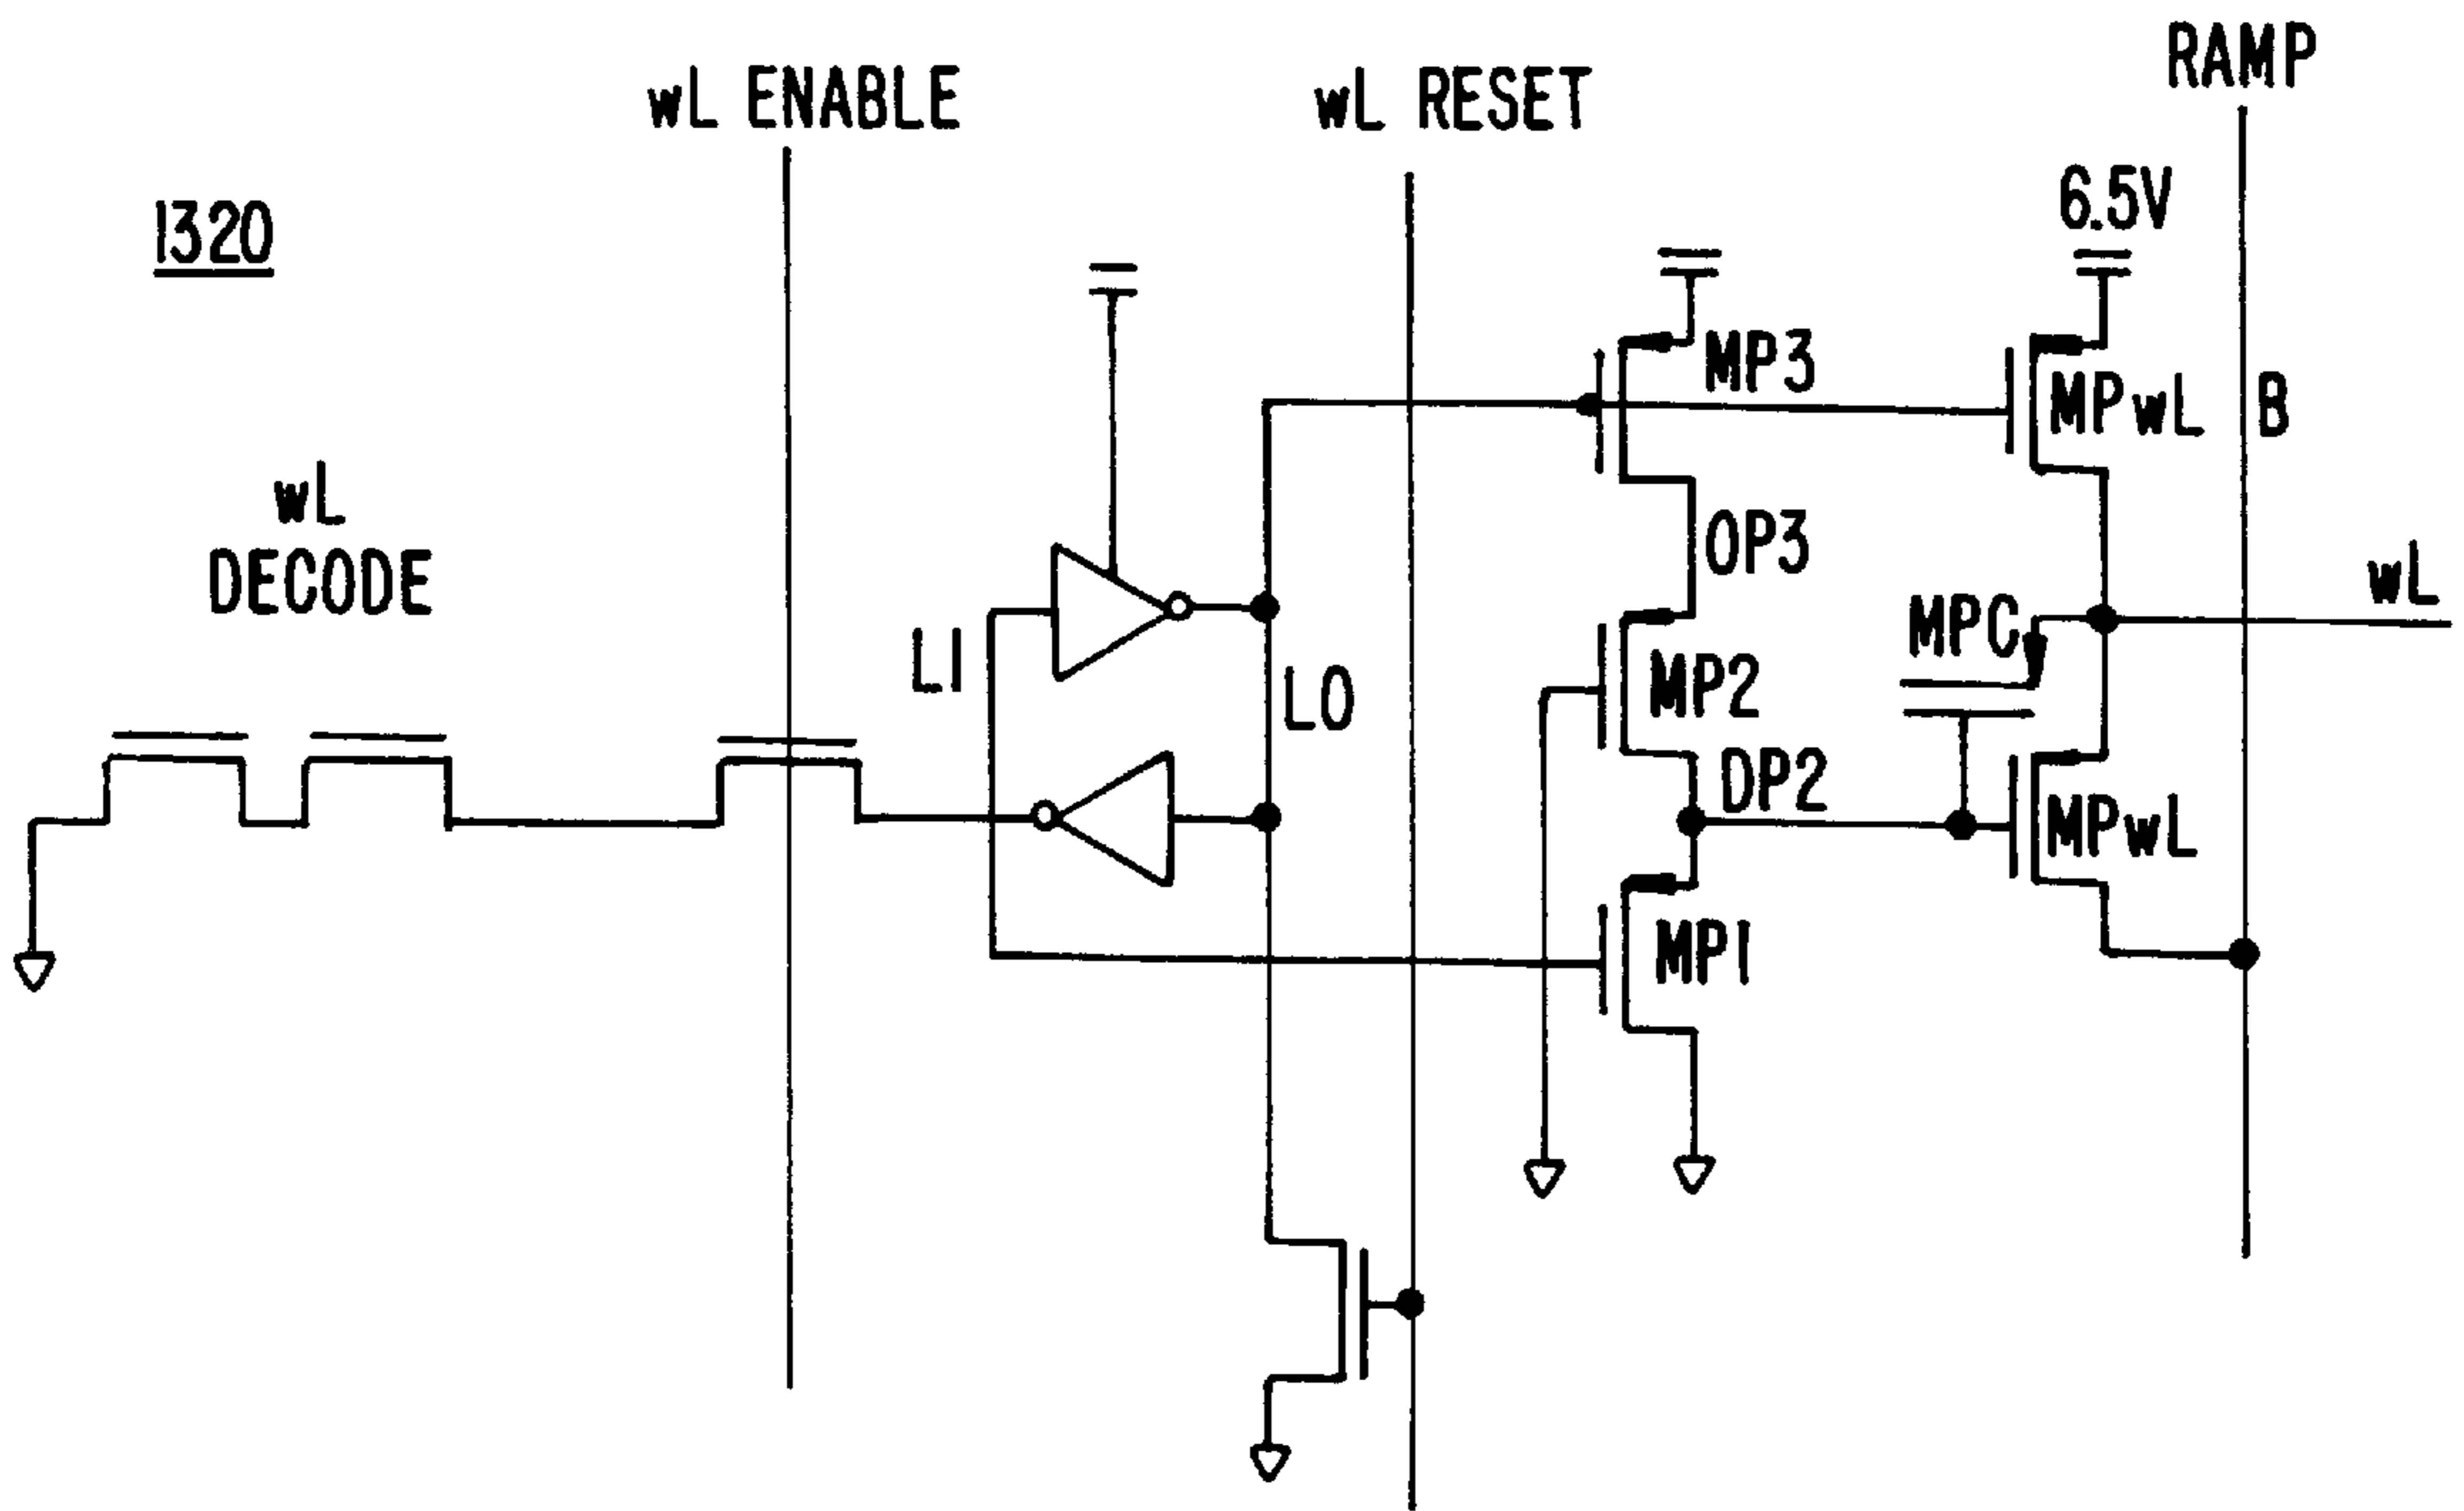 RAMP
wL ENABLE
wL RESET
6.5V
1320
MP3
MPwL
B
wL
DECODE
OP3
wL
MPC
L1
L0
MP2
DP2
MPwL
MP1